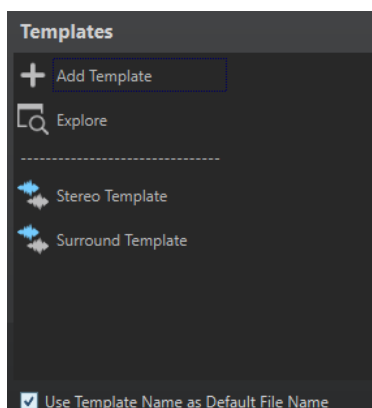 Templates
Add Template
Explore
--------------------------------
Stereo Template
Surround Template
Use Template Name as Default File Name